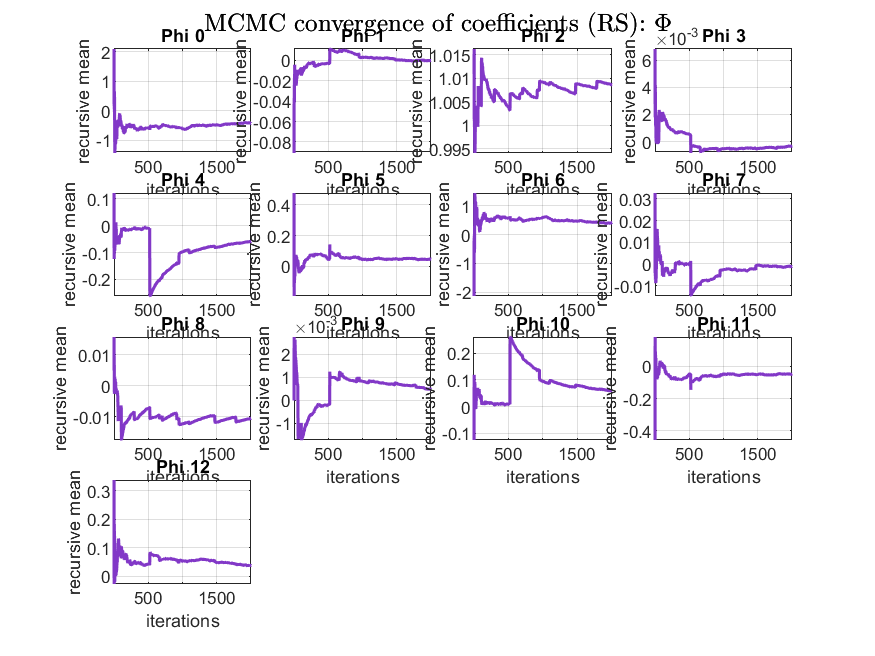 MCMC convergence of coefficients (RS): Φ
Phi 0
Phi 1
Phi 2
Phi 3
recursive mean
2
1
0
-1
500
1500
iterations
recursive mean
0
-0.02
-0.04
-0.06
-0.08
500
1500
iterations
recursive mean
1.015
1.01
1.005
1
0.995
500
1500
iterations
recursive mean
×10-3
6
4
2
0
500
1500
iterations
Phi 4
Phi 5
Phi 6
Phi 7
recursive mean
0.1
0
-0.1
-0.2
500
1500
iterations
recursive mean
0.4
0.2
0
500
1500
iterations
recursive mean
1
0
-1
-2
500
1500
iterations
recursive mean
0.03
0.02
0.01
0
-0.01
500
1500
iterations
Phi 8
Phi 9
Phi 10
Phi 11
recursive mean
0.01
0
-0.01
500
1500
iterations
recursive mean
×10-3
2
1
0
-1
500
1500
iterations
recursive mean
0.2
0.1
0
-0.1
500
1500
iterations
recursive mean
0
-0.2
-0.4
500
1500
iterations
Phi 12
recursive mean
0.3
0.2
0.1
0
500
1500
iterations